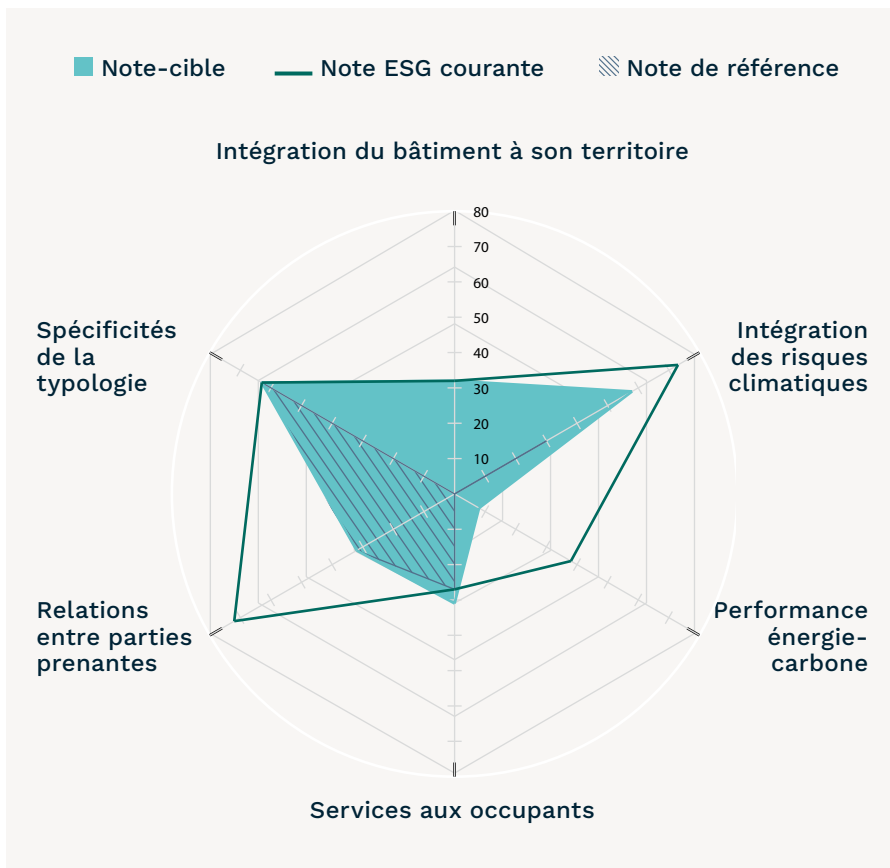 Note-cible
Note ESG courante
Note de référence
Intégration du bâtiment à son territoire
80
70
60
50
40
30
20
10
Spécificités
de la
typologie
Intégration
des risques
climatiques
Relations
entre parties
prenantes
Performance
énergie-
carbone
Services aux occupants